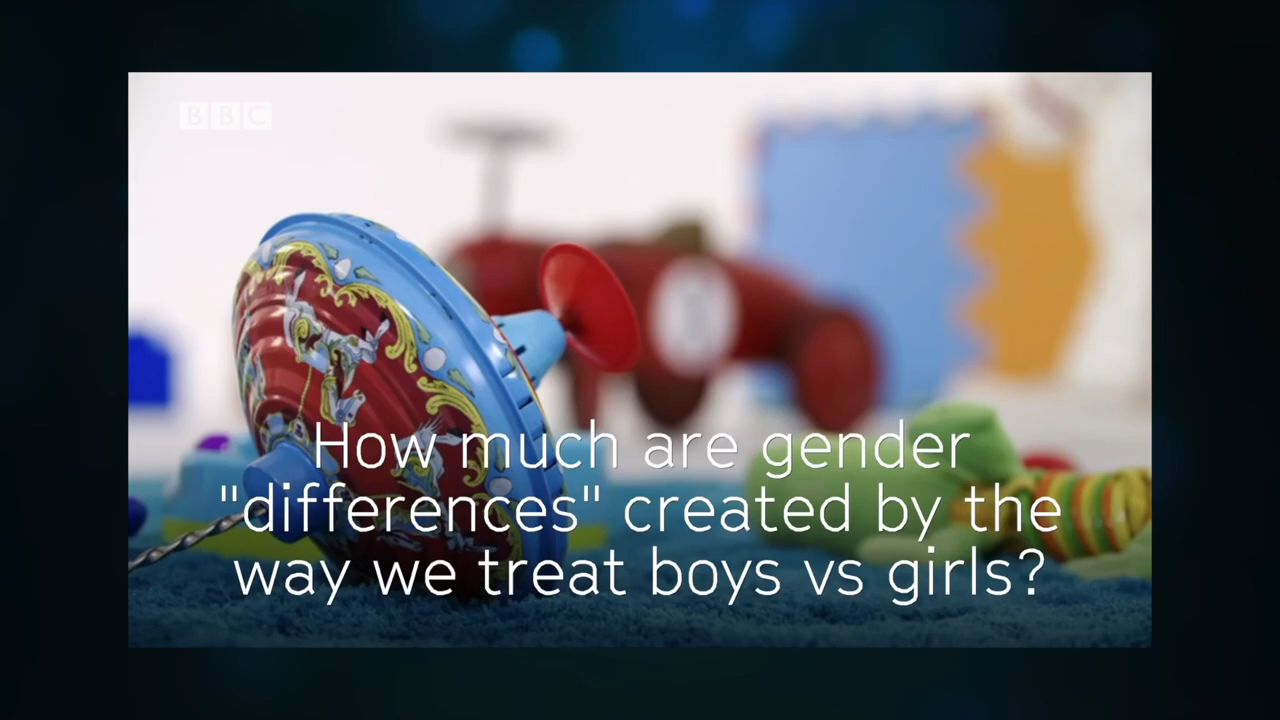 BBC
How much are gender
"differences" created by the
way we treat boys vs girls?